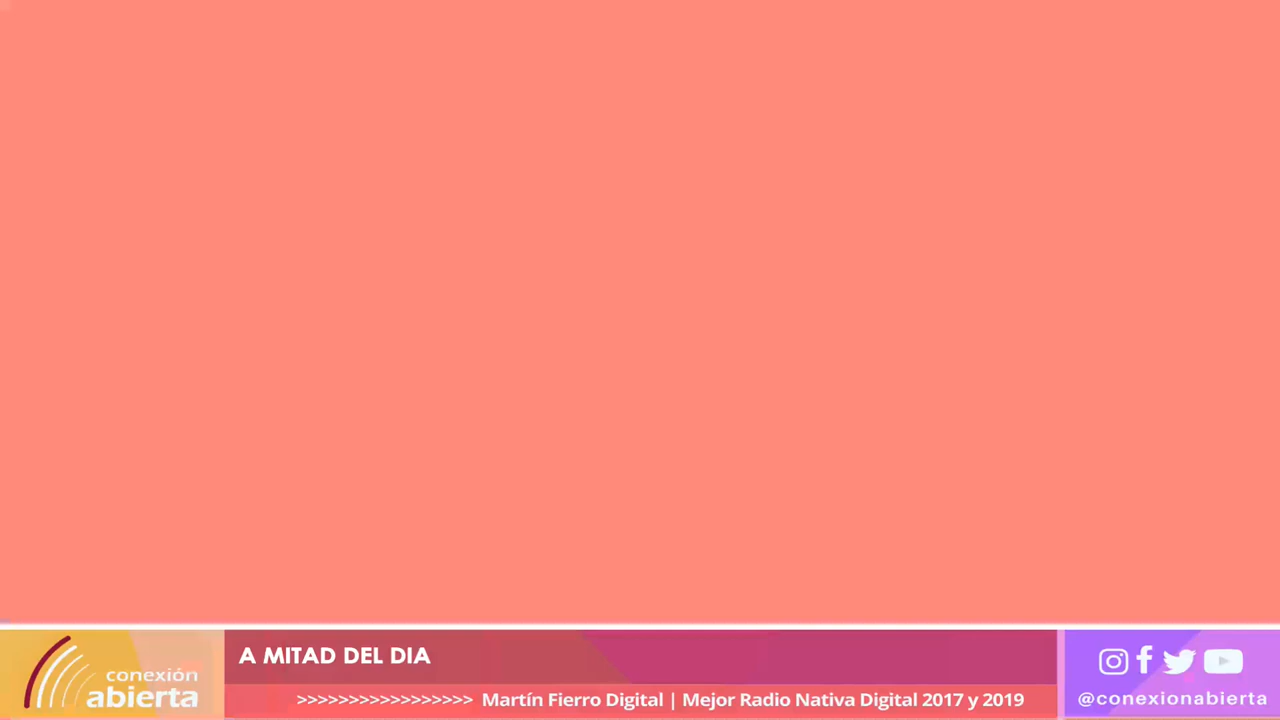 A MITAD DEL DIA
conexión
abierta
>>>>>>>>>>>>>>>>> Martín Fierro Digital | Mejor Radio Nativa Digital 2017 y 2019
@conexionabierta